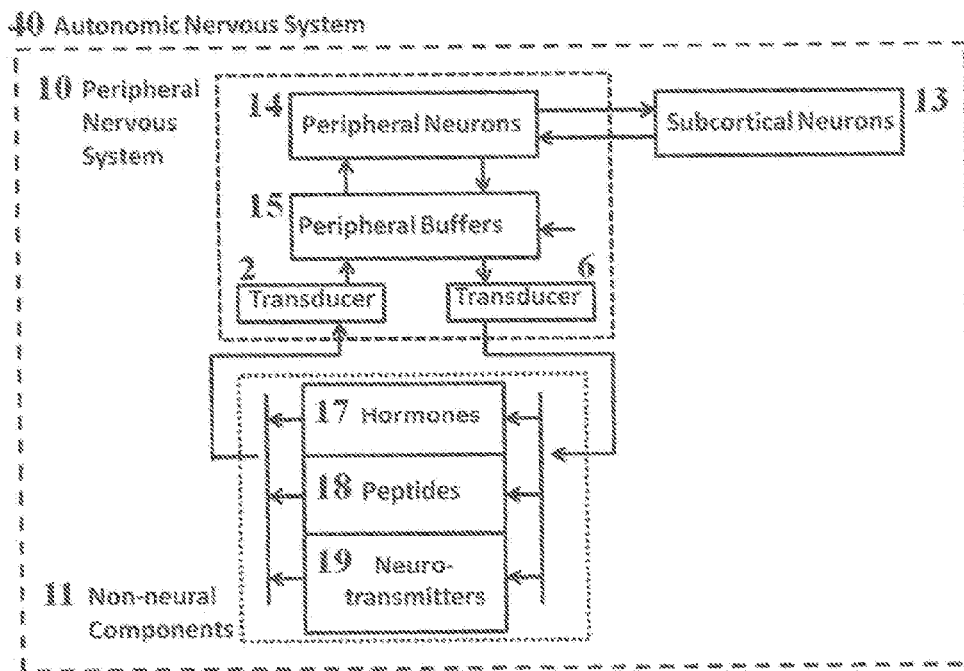 40 Autonomic Nervous System
10 Peripheral
Nervous
System
14
Peripheral Neurons
Subcortical Neurons
13
15
Peripheral Buffers
2
Transducer
6
Transducer
17 Hormones
18 Peptides
19 Neuro-
transmitters
11 Non-neural
Components